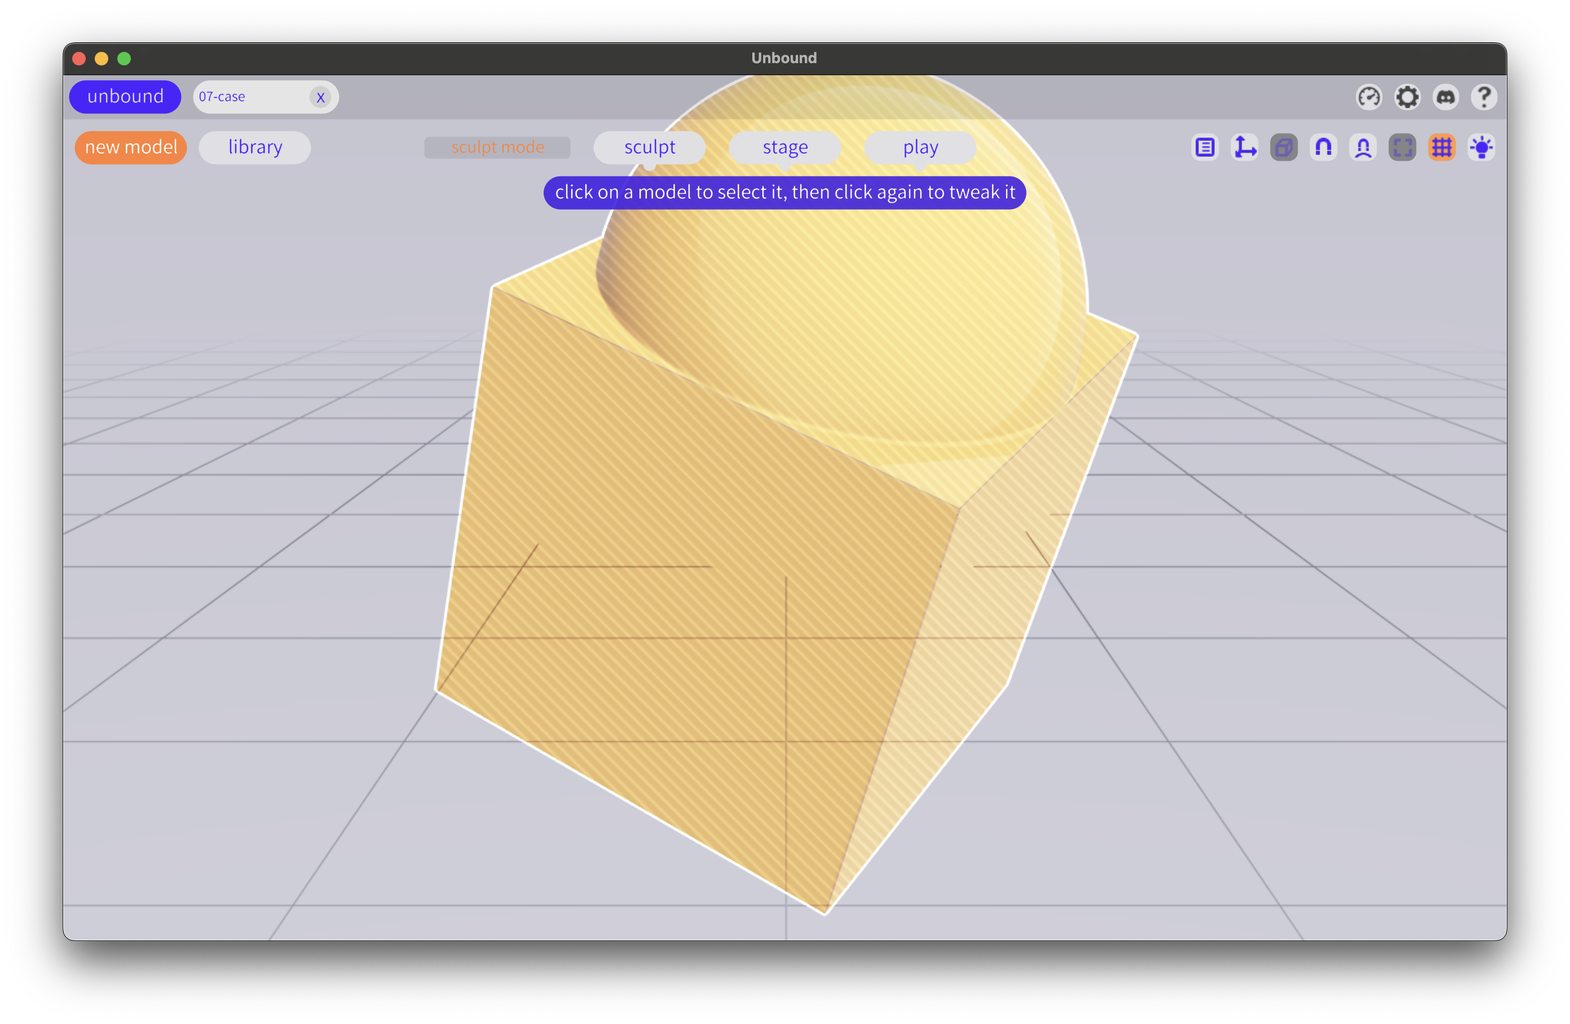 Unbound
unbound
07-case
X
new model
library
sculpt mode
sculpt
stage
play
?
click on a model to select it, then click again to tweak it